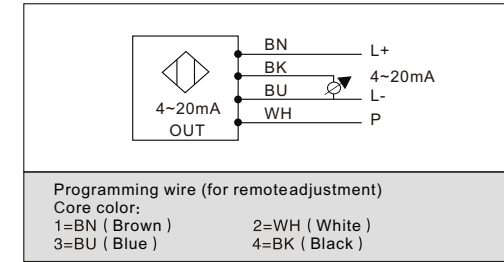 BN L+
BK 4~20mA
BU L-
WH P
4~20mA
OUT
Programming wire (for remoteadjustment)
Core color:
1=BN ( Brown ) 2=WH ( White )
3=BU ( Blue ) 4=BK ( Black )